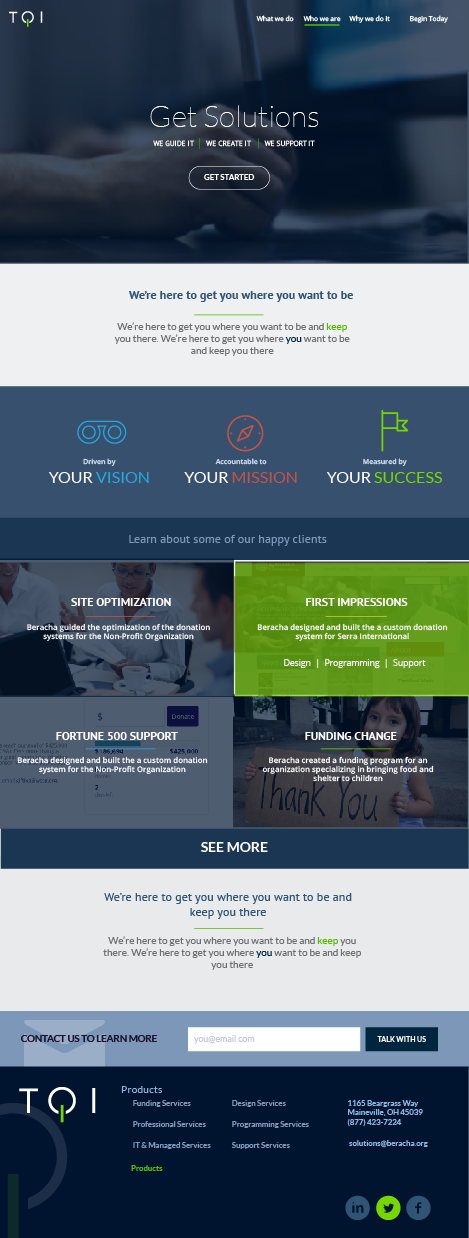 TQI
What we do Who we are Why we do it Begin Today
Get Solutions
WE GUIDE IT | WE CREATE IT | WE SUPPORT IT
GET STARTED
We're here to get you where you want to be
We're here to get you where you want to be and keep
you there. We're here to get you where you want to be
and keep you there
Driven by
YOUR VISION
Accountable to
YOUR MISSION
Measured by
YOUR SUCCESS
Learn about some of our happy clients
SITE OPTIMIZATION
Beracha guided the optimization of the donation
systems for the Non-Profit Organization
FIRST IMPRESSIONS
Beracha designed and built the a custom donation
system for Serra International
Design | Programming | Support
$
Donate
FORTUNE 500 SUPPORT
$425,000
Beracha designed and built the a custom donation
system for the Non-Profit Organization
2
FUNDING CHANGE
Beracha created a funding program for an
organization specializing in bringing food and
shelter to children
Thank You
SEE MORE
We're here to get you where you want to be and
keep you there
We're here to get you where you want to be and keep you
there. We're here to get you where you want to be and keep
you there
CONTACT US TO LEARN MORE
you@email.com
TALK WITH US
TQI
Products
Funding Services
Professional Services
IT & Managed Services
Products
Design Services
Programming Services
Support Services
1165 Beargrass Way
Maineville, OH 45039
(877) 423-7224
solutions@beracha.org
in
f